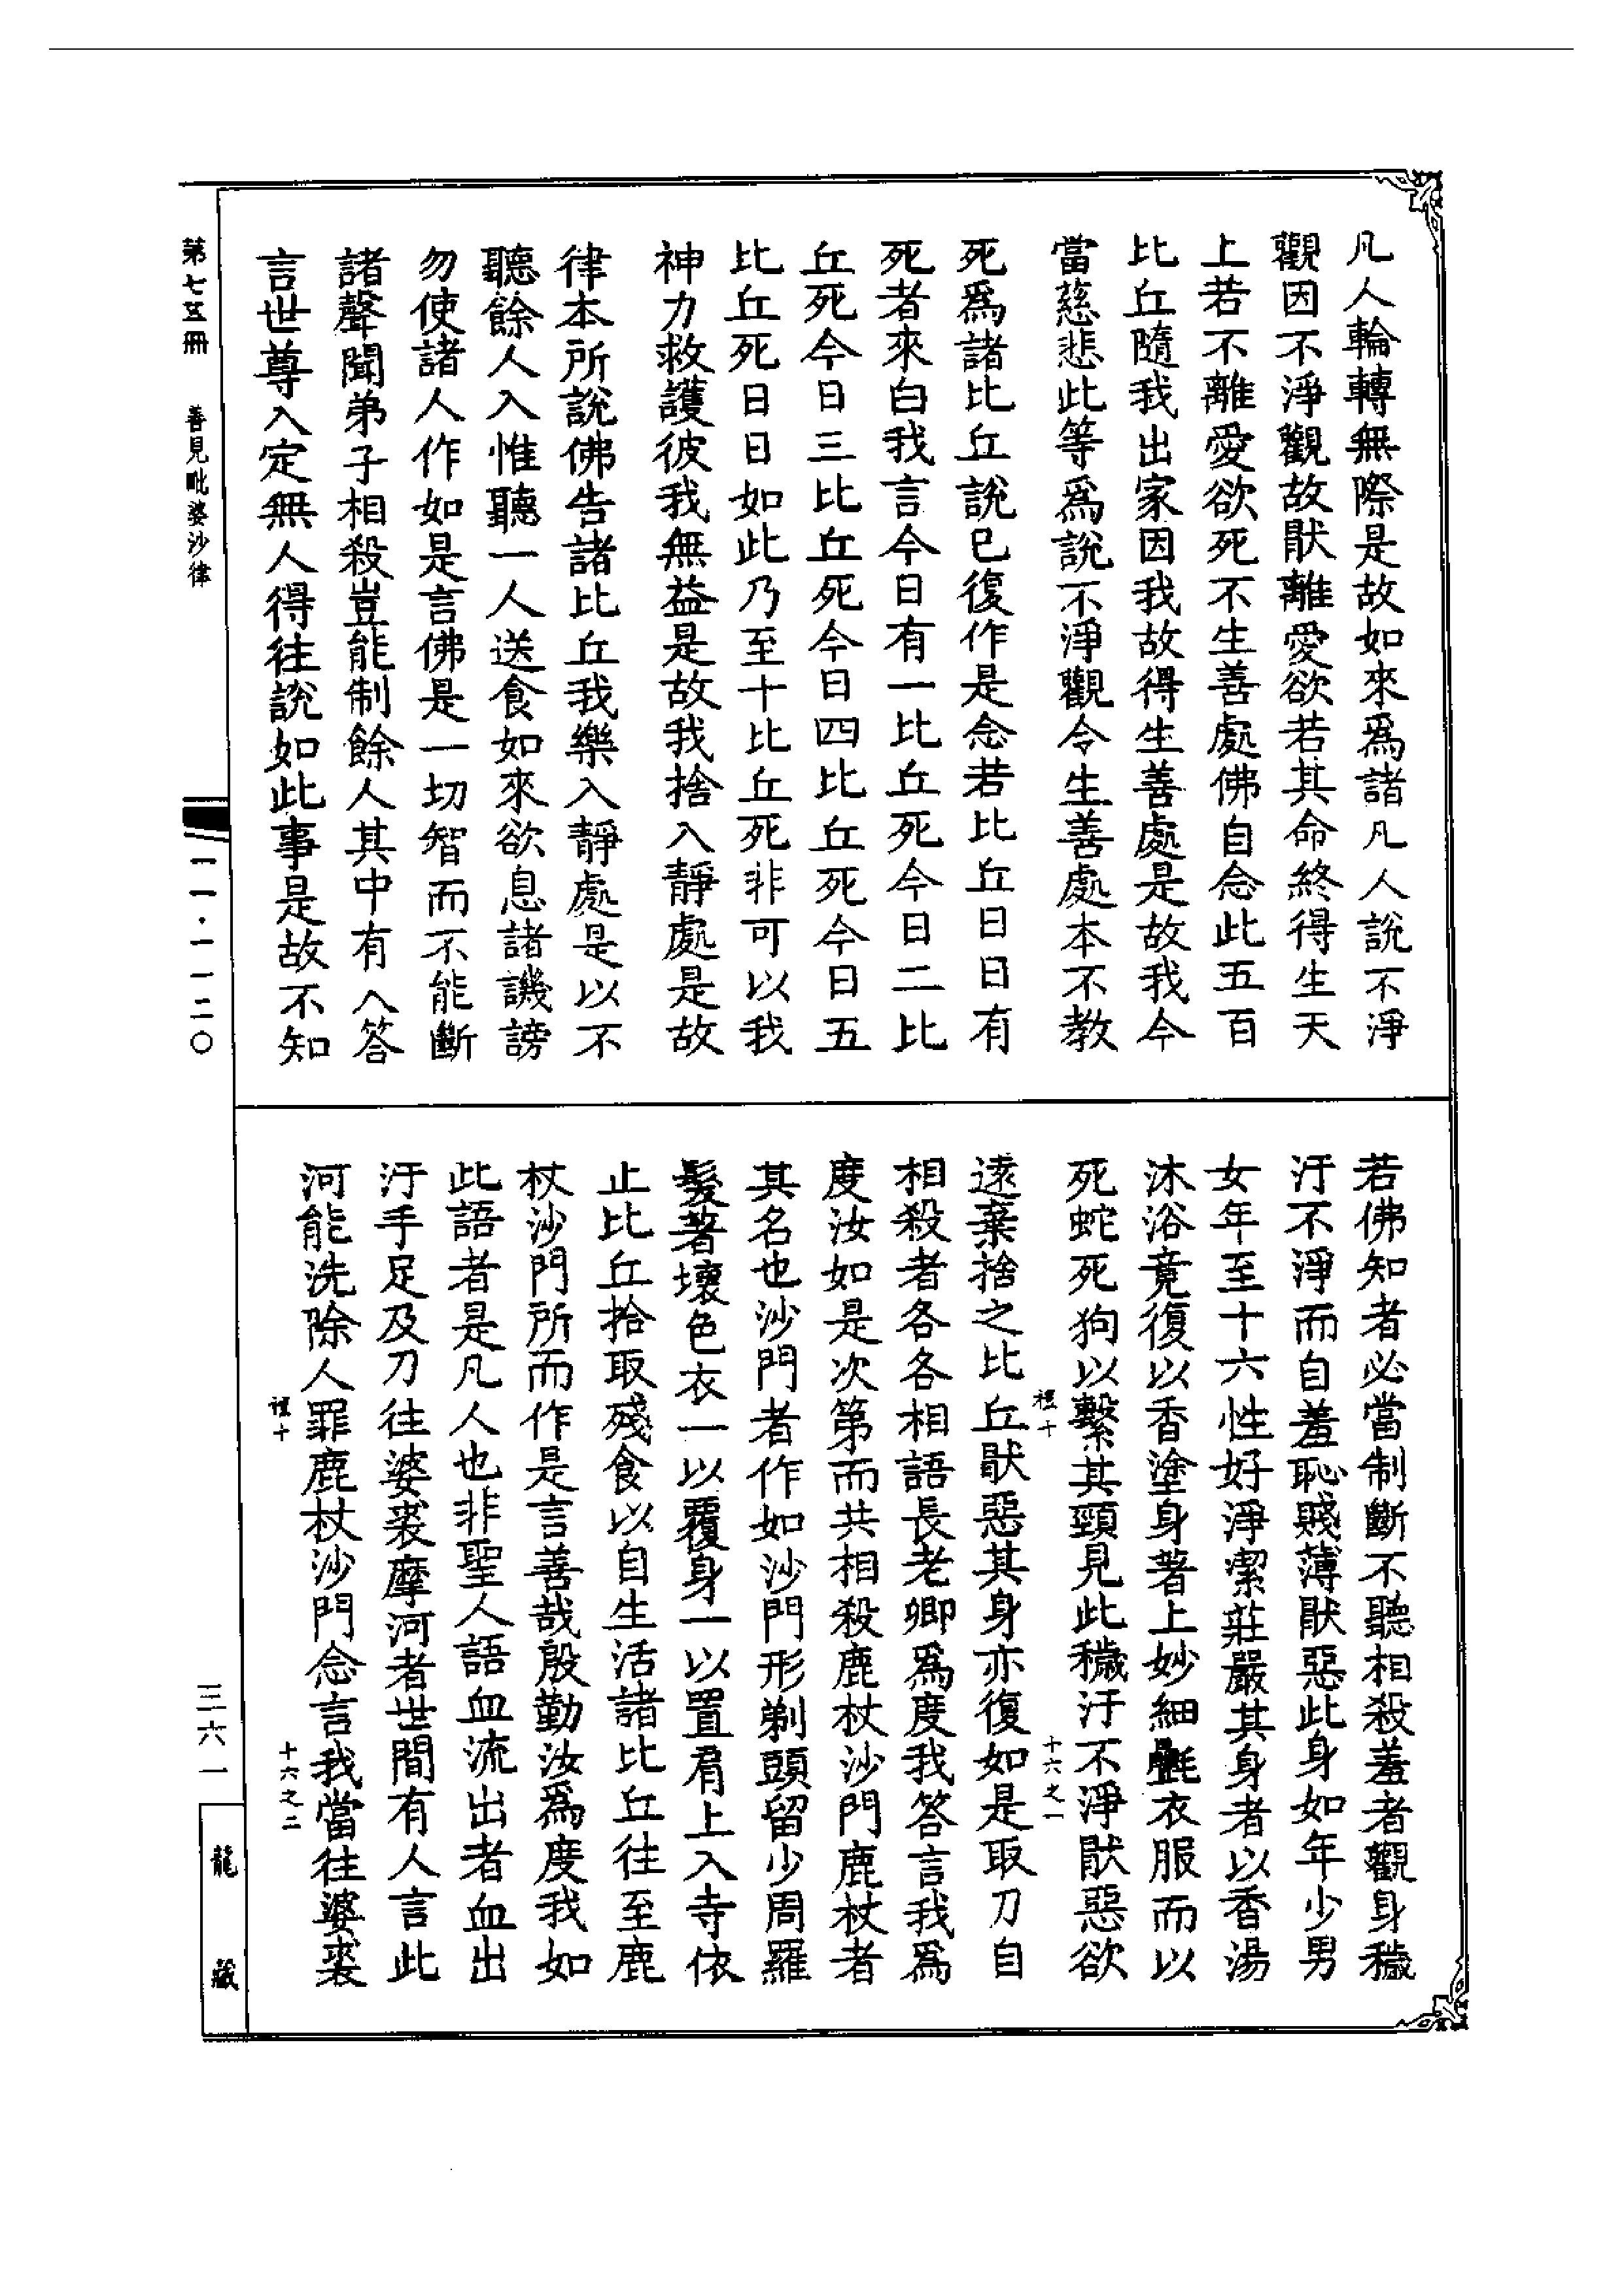 凡人輪轉無際是故如來爲諸凡人說不淨
觀因不淨觀故猒離愛欲若其命終得生天
上若不離愛欲死不生善處佛自念此五百
比丘隨我出家因我故得生善處是故我今
當慈悲此等爲說不淨觀令生善處本不教
死爲諸比丘說已復作是念若比丘日日有
死者來白我言今日有一比丘死今日二比
丘死今日三比丘死今日四比丘死今日五
比丘死日日如此乃至十比丘死非可以我
神力救護彼我無益是故我捨入靜處是故
律本所說佛告諸比丘我樂入靜處是以不
聽餘人入惟聽一人送食如來欲息諸譏謗
勿使諸人作如是言佛是一切智而不能斷
諸聲聞弟子相殺豈能制餘人其中有人答
言世尊入定無人得往說如此事是故不知
若佛知者必當制斷不聽相殺羞者觀身穢
汙不淨而自羞恥賤薄猒惡此身如年少男
女年至十六性好淨潔莊嚴其身者以香湯
沐浴竟復以香塗身著上妙細㲲衣服而以
死蛇死狗以繫其頸見此穢汙不淨猒惡欲
禮十
十六之一
遠棄捨之比丘猒惡其身亦復如是取刀自
相殺者各各相語長老卿爲度我答言我爲
度汝如是次第而共相殺鹿杖沙門鹿杖者
其名也沙門者作如沙門形剃頭留少周羅
髮著壞色衣一以覆身一以置肩上入寺依
止比丘拾取殘食以自生活諸比丘往至鹿
杖沙門所而作是言善哉殷勤汝爲度我如
此語者是凡人也非聖人語血流出者血出
汙手足及刀往婆裘摩河者世間有人言此
河能洗除人罪鹿杖沙門念言我當往婆裘
禮十
十六之二
第七五冊 善見毗婆沙律
一一·一一二〇
三六一
龍藏